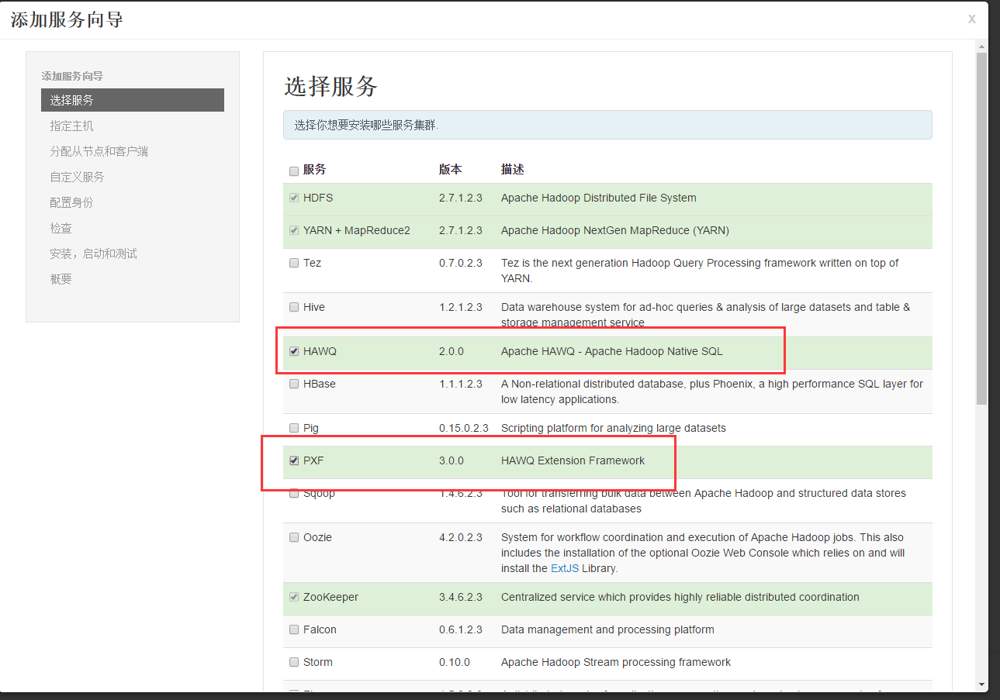 添加服务向导
x
添加服务向导
选择服务
指定主机
分配从节点和客户端
自定义服务
配置身份
检查
安装，启动和测试
概要
选择服务
选择你想要安装哪些服务集群.
服务 版本 描述
HDFS 2.7.1.2.3 Apache Hadoop Distributed File System
YARN + MapReduce2 2.7.1.2.3 Apache Hadoop NextGen MapReduce (YARN)
Tez 0.7.0.2.3 Tez is the next generation Hadoop Query Processing framework written on top of
YARN.
Hive 1.2.1.2.3 Data warehouse system for ad-hoc queries & analysis of large datasets and table &
storage management service
HAWQ 2.0.0 Apache HAWQ - Apache Hadoop Native SQL
HBase 1.1.1.2.3 A Non-relational distributed database, plus Phoenix, a high performance SQL layer for
low latency applications.
Pig 0.15.0.2.3 Scripting platform for analyzing large datasets
PXF 3.0.0 HAWQ Extension Framework
Sqoop 1.4.6.2.3 Tool for transferring bulk data between Apache Hadoop and structured data stores
such as relational databases
Oozie 4.2.0.2.3 System for workflow coordination and execution of Apache Hadoop jobs. This also
includes the installation of the optional Oozie Web Console which relies on and will
install the ExtJS Library.
ZooKeeper 3.4.6.2.3 Centralized service which provides highly reliable distributed coordination
Falcon 0.6.1.2.3 Data management and processing platform
Storm 0.10.0 Apache Hadoop Stream processing framework